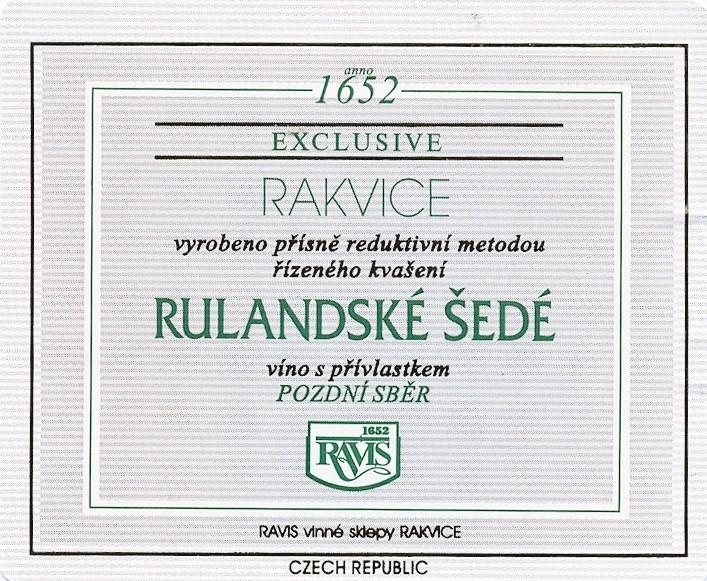 anno
1652
EXCLUSIVE
RAKVICE
vyrobeno přísně reduktivní metodou
řízeného kvašení
RULANDSKÉ ŠEDÉ
víno s přívlastkem
POZDNÍ SBĚR
1652
RAVIS
RAVIS vinné sklepy RAKVICE
CZECH REPUBLIC